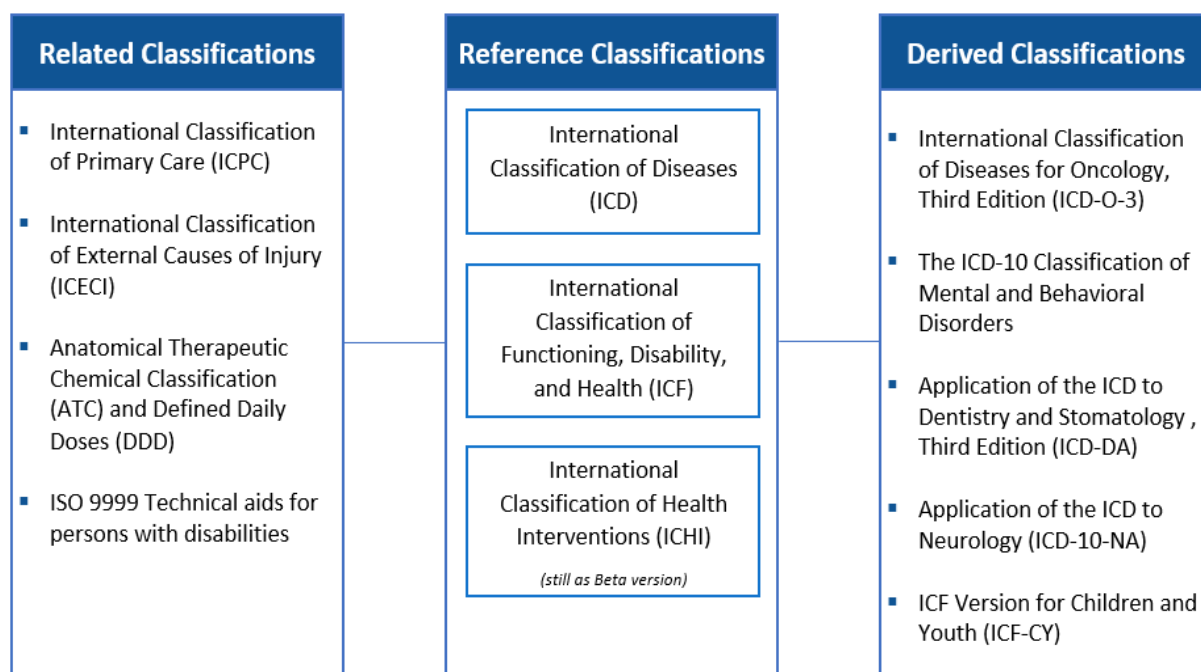 Related Classifications
▪ International Classification
of Primary Care (ICPC)
▪ International Classification
of External Causes of Injury
(ICECI)
▪ Anatomical Therapeutic
Chemical Classification
(ATC) and Defined Daily
Doses (DDD)
▪ ISO 9999 Technical aids for
persons with disabilities
Reference Classifications
International
Classification of Diseases
(ICD)
International
Classification of
Functioning, Disability,
and Health (ICF)
International
Classification of Health
Interventions (ICHI)
(still as Beta version)
Derived Classifications
▪ International Classification
of Diseases for Oncology,
Third Edition (ICD-O-3)
▪ The ICD-10 Classification of
Mental and Behavioral
Disorders
▪ Application of the ICD to
Dentistry and Stomatology ,
Third Edition (ICD-DA)
▪ Application of the ICD to
Neurology (ICD-10-NA)
▪ ICF Version for Children and
Youth (ICF-CY)